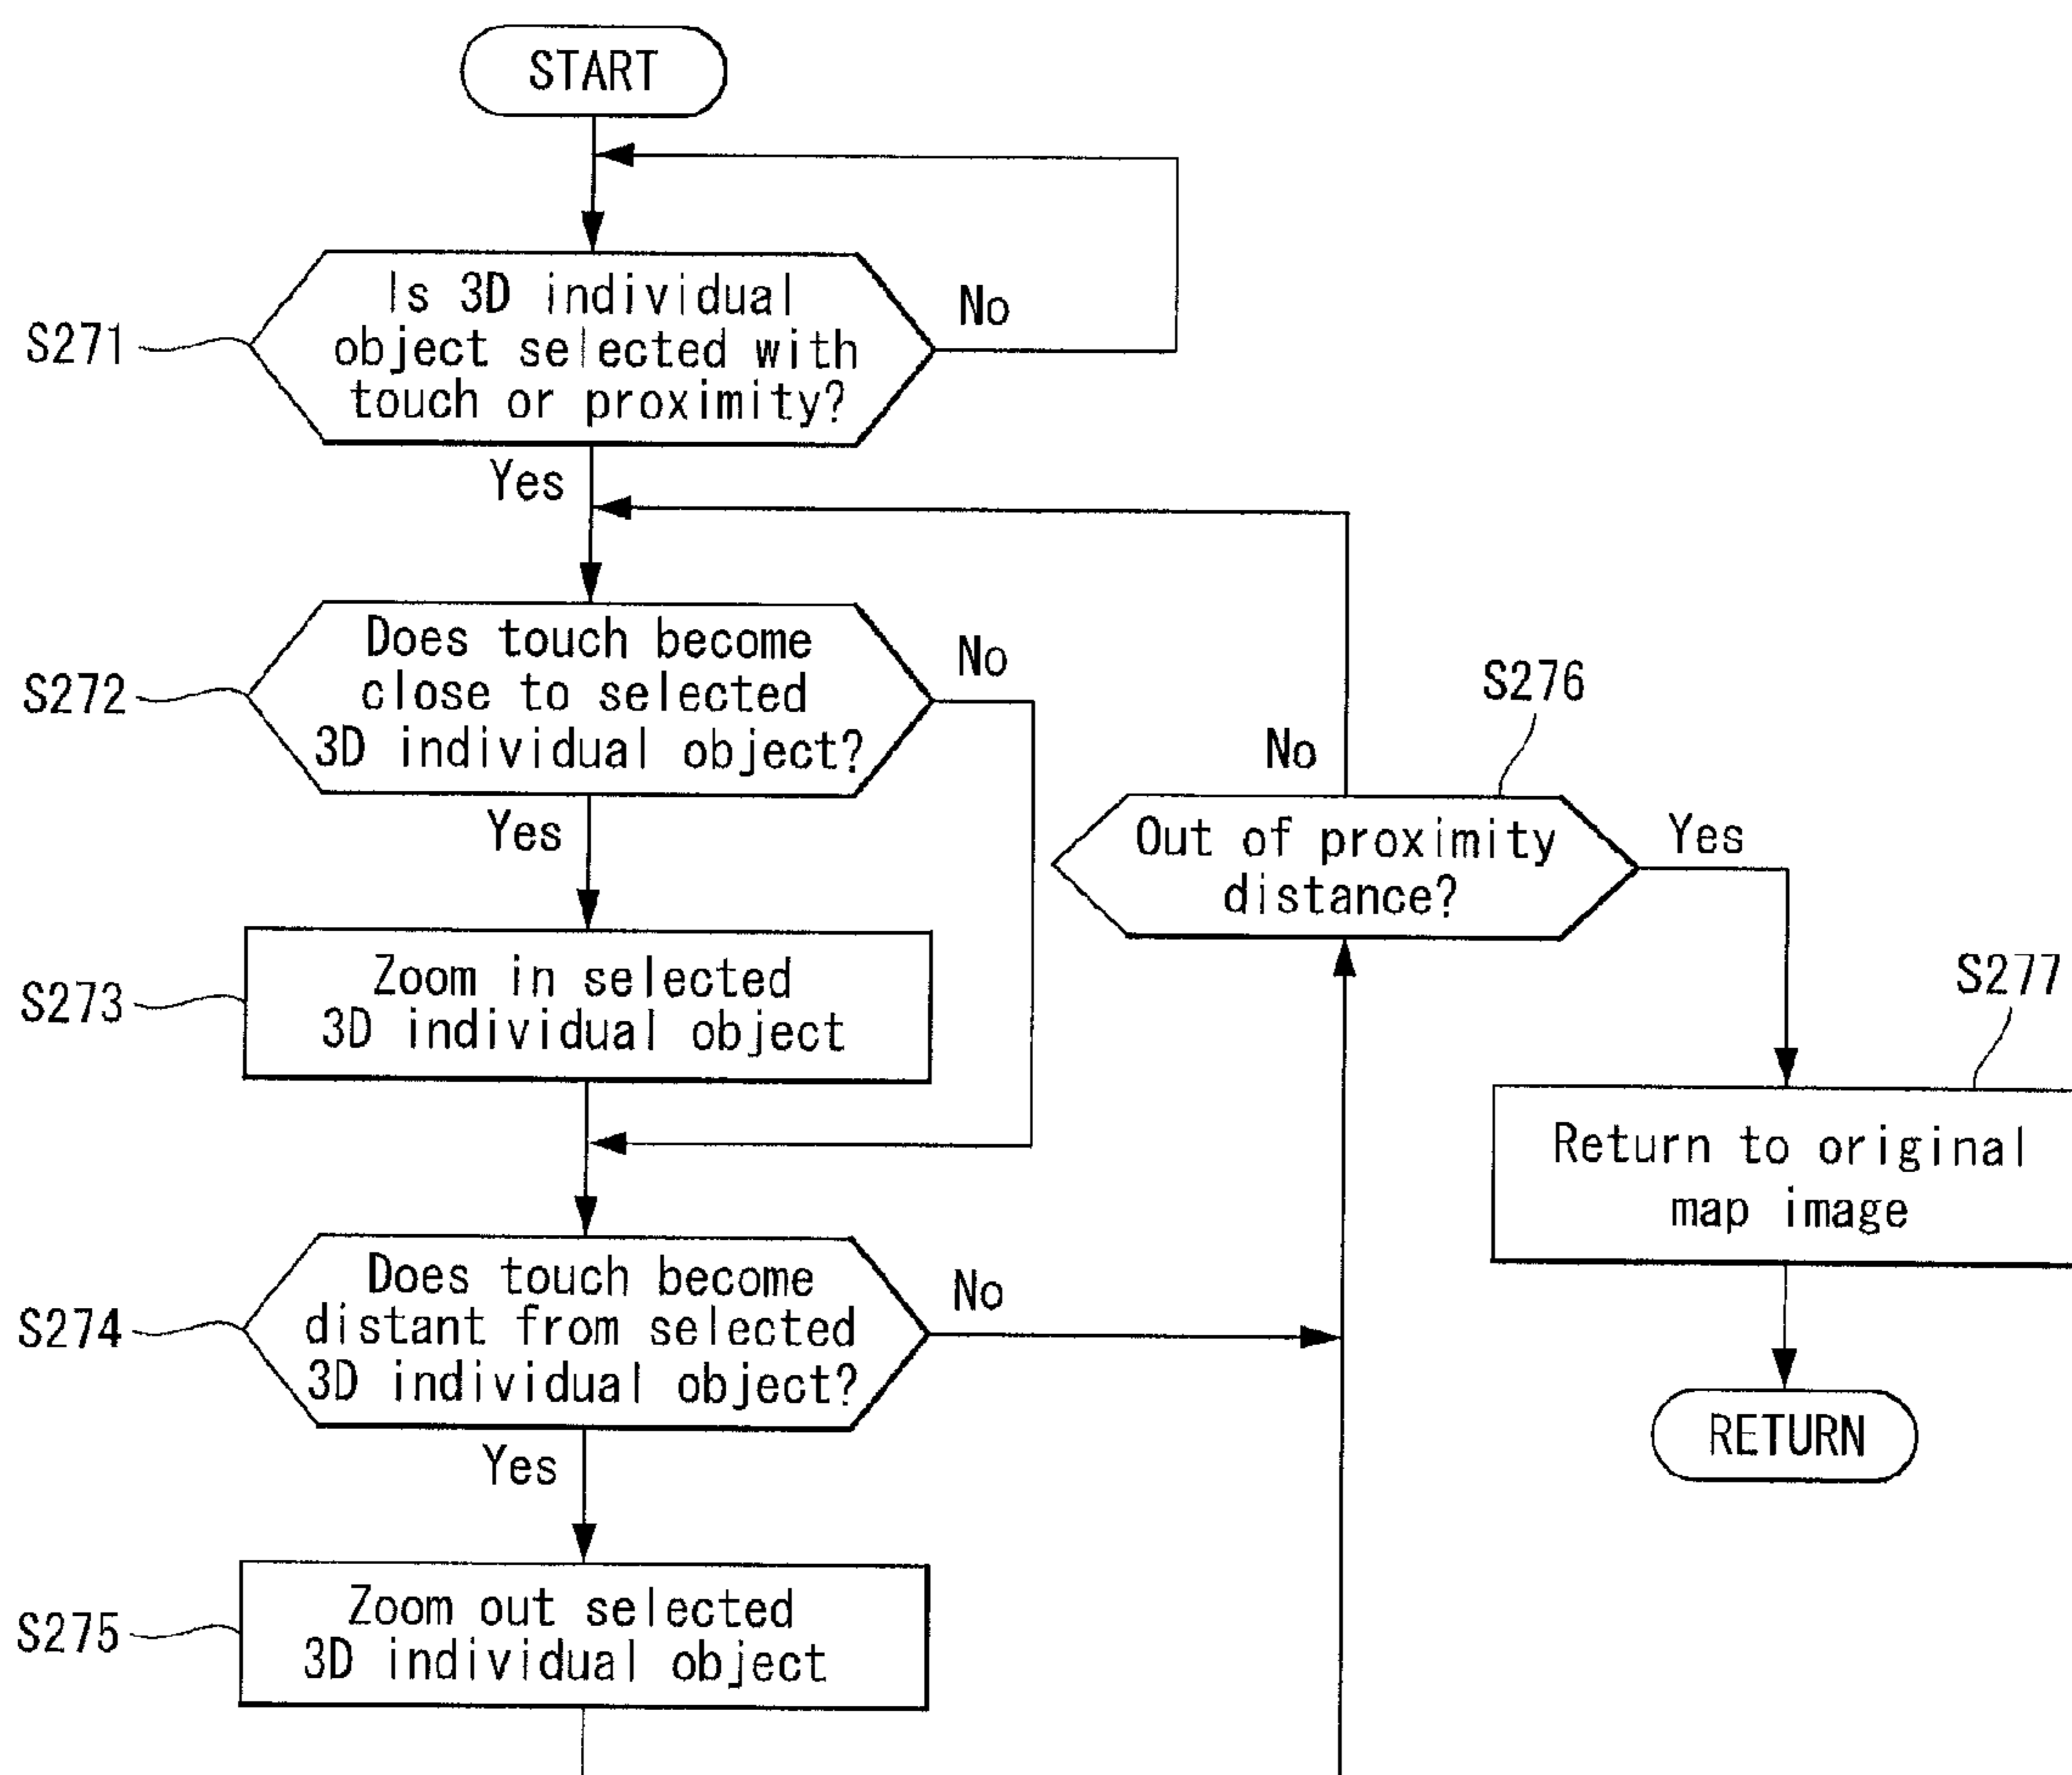 START
S271
Is 3D individual
object selected with
touch or proximity?
No
Yes
S272
Does touch become
close to selected
3D individual object?
No
Yes
S273
Zoom in selected
3D individual object
S274
Does touch become
distant from selected
3D individual object?
No
Yes
S275
Zoom out selected
3D individual object
S276
No
Out of proximity
distance?
Yes
S277
Return to original
map image
RETURN